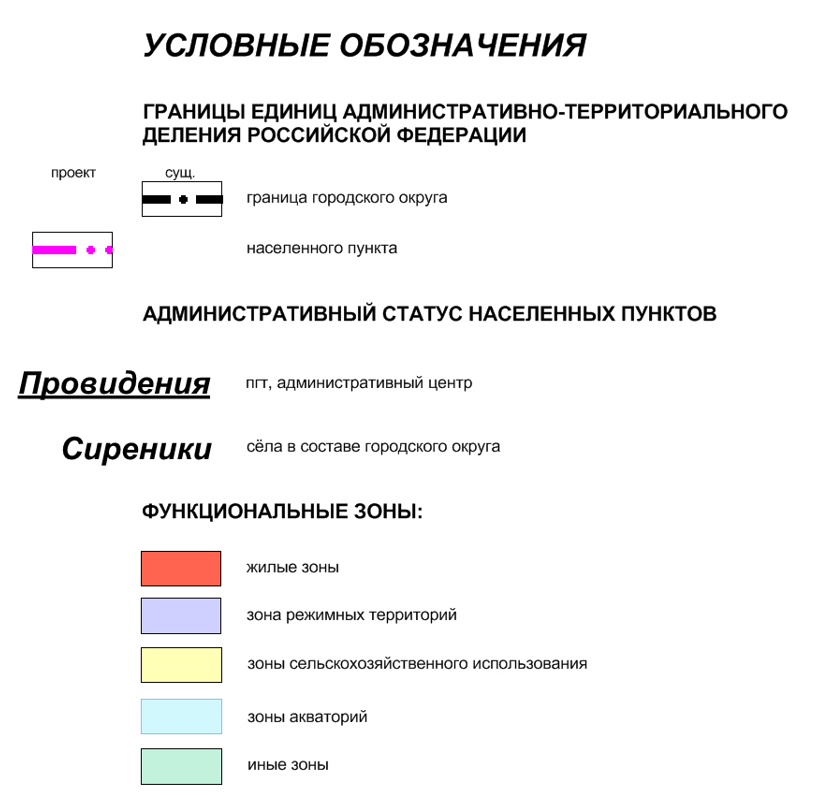 УСЛОВНЫЕ ОБОЗНАЧЕНИЯ
ГРАНИЦЫ ЕДИНИЦ АДМИНИСТРАТИВНО-ТЕРРИТОРИАЛЬНОГО
ДЕЛЕНИЯ РОССИЙСКОЙ ФЕДЕРАЦИИ
проект сущ.
граница городского округа
населенного пункта
АДМИНИСТРАТИВНЫЙ СТАТУС НАСЕЛЕННЫХ ПУНКТОВ
Провидения пгт, административный центр
Сиреники сёла в составе городского округа
ФУНКЦИОНАЛЬНЫЕ ЗОНЫ:
жилые зоны
зона режимных территорий
зоны сельскохозяйственного использования
зоны акваторий
иные зоны